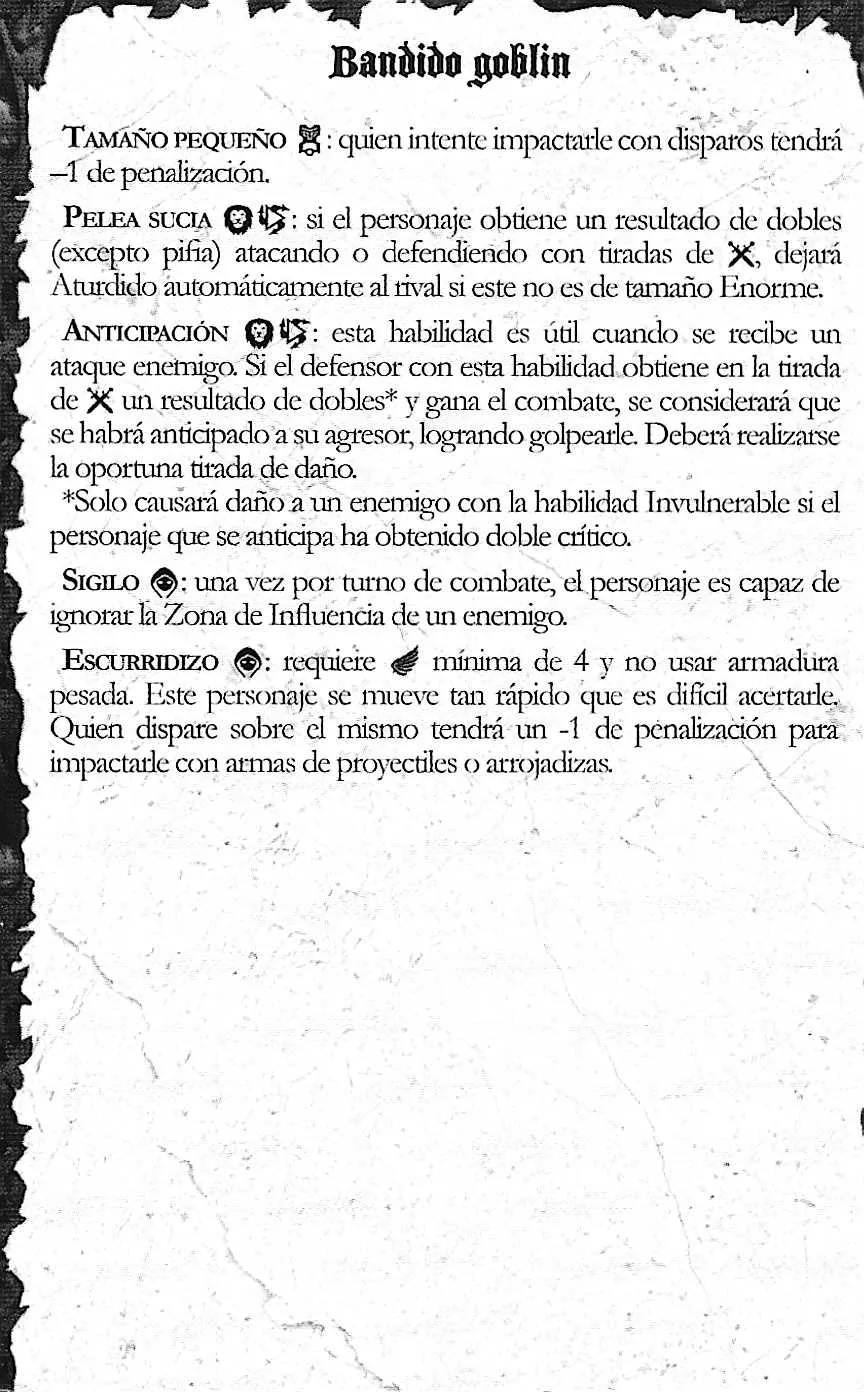 Bandido goblin
TAMAÑO PEQUEÑO : quien intente impactarle con disparos tendrá
–1 de penalización.
PELEA SUCIA : si el personaje obtiene un resultado de dobles
(excepto pifia) atacando o defendiendo con tiradas de , dejará
Aturdido automáticamente al rival si este no es de tamaño Enorme.
ANTICIPACIÓN : esta habilidad es útil cuando se recibe un
ataque enemigo. Si el defensor con esta habilidad obtiene en la tirada
de un resultado de dobles* y gana el combate, se considerará que
se habrá anticipado a su agresor, logrando golpearle. Deberá realizarse
la oportuna tirada de daño.
*Solo causará daño a un enemigo con la habilidad Invulnerable si el
personaje que se anticipa ha obtenido doble crítico.
SIGILO : una vez por turno de combate, el personaje es capaz de
ignorar la Zona de Influencia de un enemigo.
ESCURRIDIZO : requiere mínima de 4 y no usar armadura
pesada. Este personaje se mueve tan rápido que es difícil acertarle.
Quien dispare sobre el mismo tendrá un -1 de penalización para
impactarle con armas de proyectiles o arrojadizas.